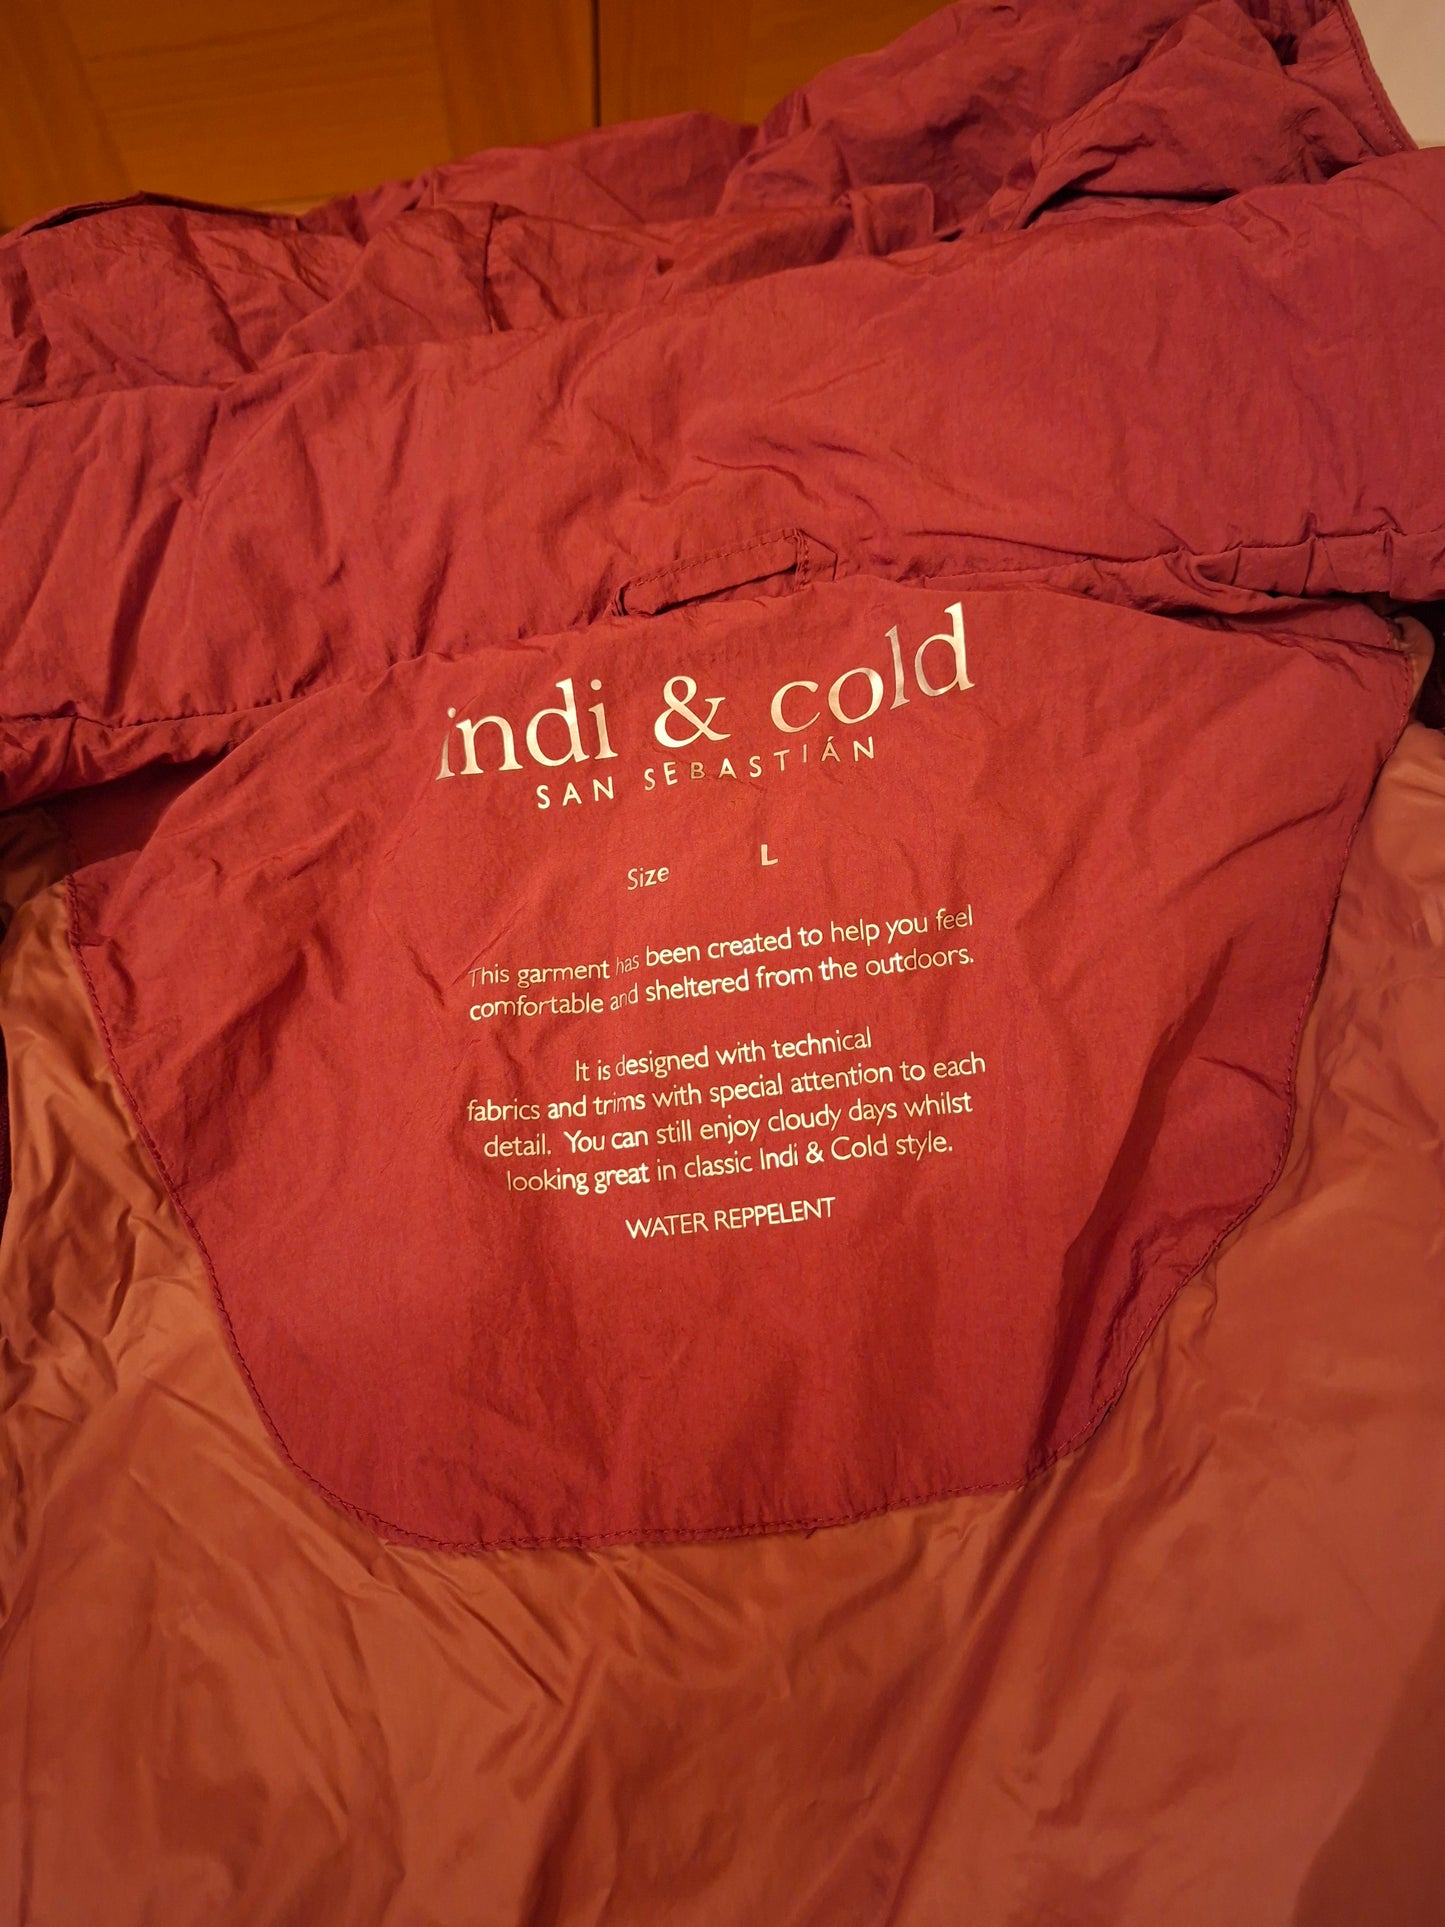 indi & cold
SAN SEBASTIÁN
Size L
This garment has been created to help you feel
comfortable and sheltered from the outdoors.
It is designed with technical
fabrics and trims with special attention to each
detail. You can still enjoy cloudy days whilst
looking great in classic Indi & Cold style.
WATER REPPELENT